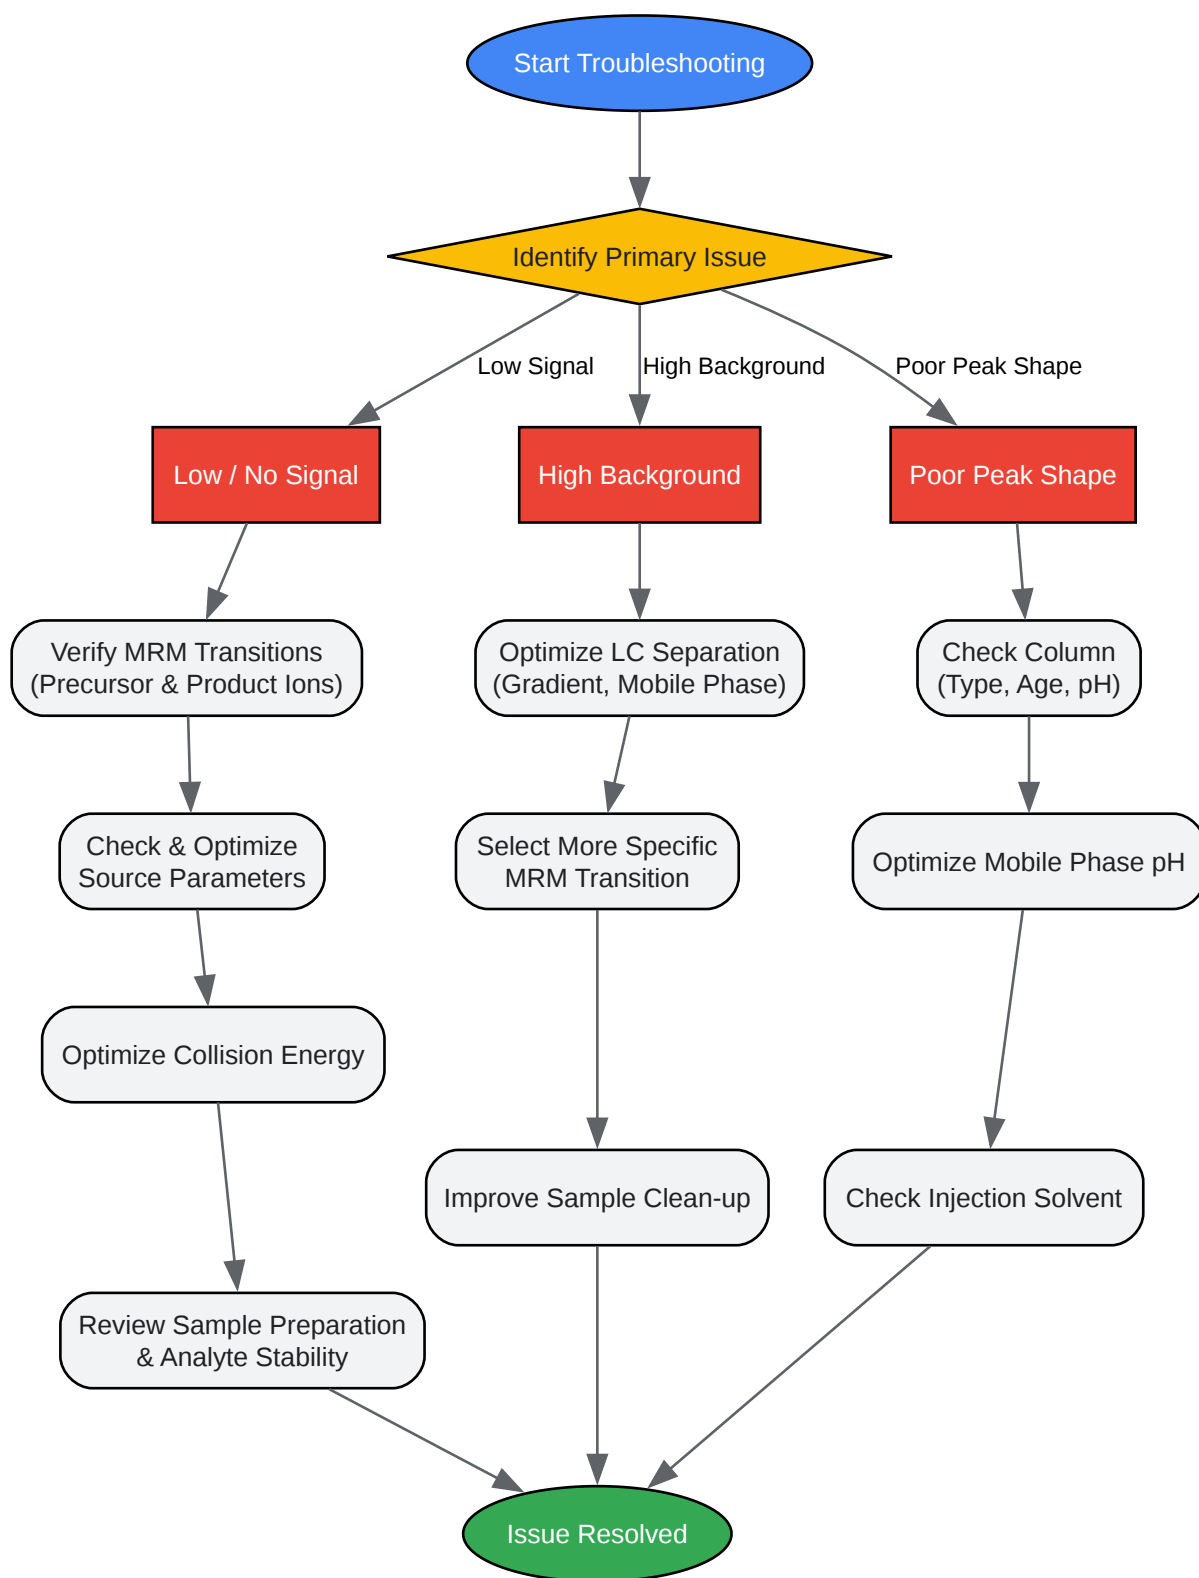 Start Troubleshooting
Identify Primary Issue
Low Signal
High Background
Poor Peak Shape
Low / No Signal
High Background
Poor Peak Shape
Verify MRM Transitions
(Precursor & Product Ions)
Optimize LC Separation
(Gradient, Mobile Phase)
Check Column
(Type, Age, pH)
Check & Optimize
Source Parameters
Select More Specific
MRM Transition
Optimize Mobile Phase pH
Optimize Collision Energy
Improve Sample Clean-up
Check Injection Solvent
Review Sample Preparation
& Analyte Stability
Issue Resolved